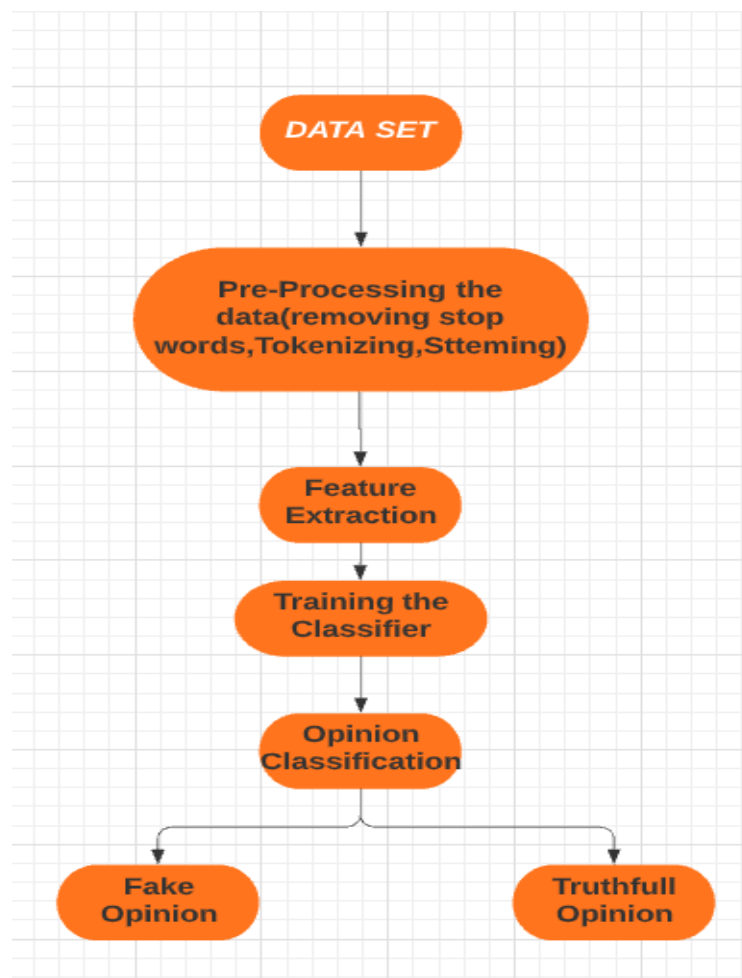 DATA SET
Pre-Processing the
data(removing stop
words,Tokenizing,Stteming)
Feature
Extraction
Training the
Classifier
Opinion
Classification
Fake
Opinion
Truthfull
Opinion